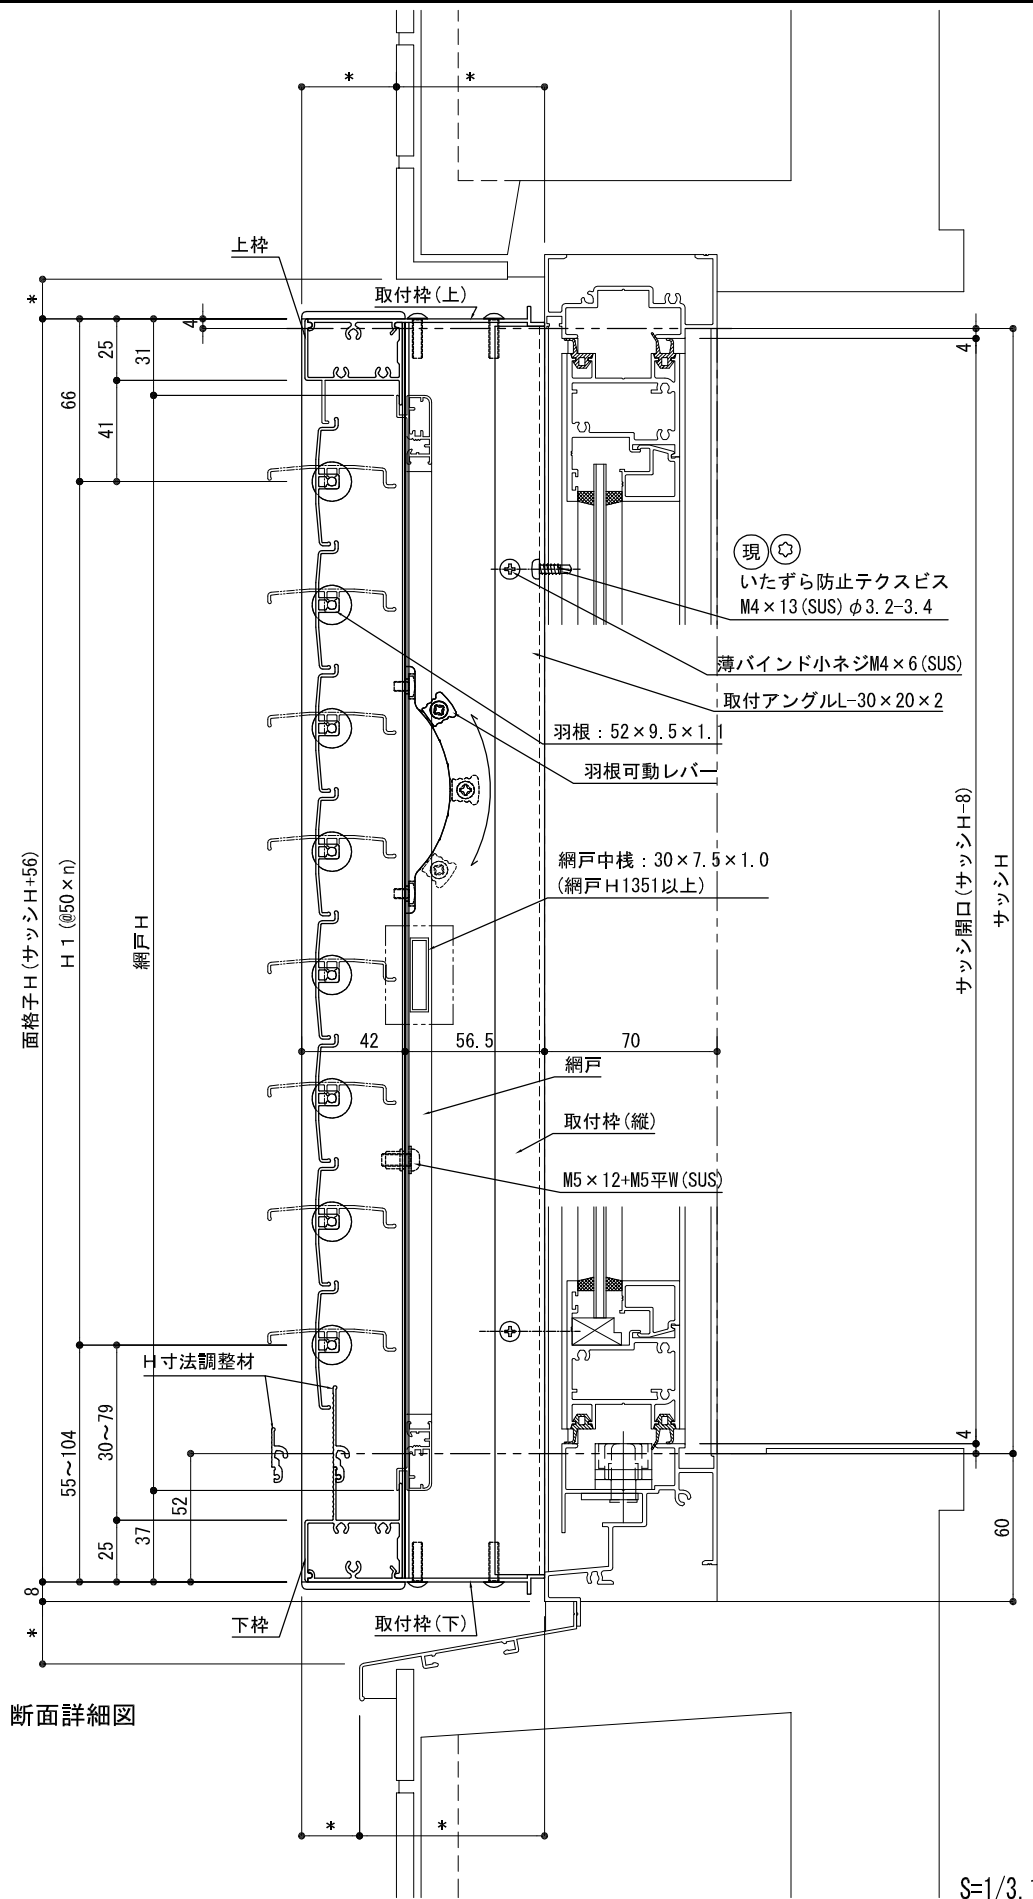 *
*
上枠
取付枠(上)
*
4
25
31
66
41
4
現
いたずら防止テクスビス
M4×13(SUS)φ3.2-3.4
薄バインド小ネジM4×6(SUS)
取付アングルL-30×20×2
羽根：52×9.5×1.1
羽根可動レバー
網戸中桟：30×7.5×1.0
(網戸H1351以上)
面格子H(サッシH+56)
H1(@50×n)
網戸H
サッシ開口(サッシH-8)
サッシH
42
56.5
70
網戸
取付枠(縦)
M5×12+M5平W(SUS)
H寸法調整材
55～104
30～79
52
25
37
4
60
8
*
下枠
取付枠(下)
断面詳細図
*
*